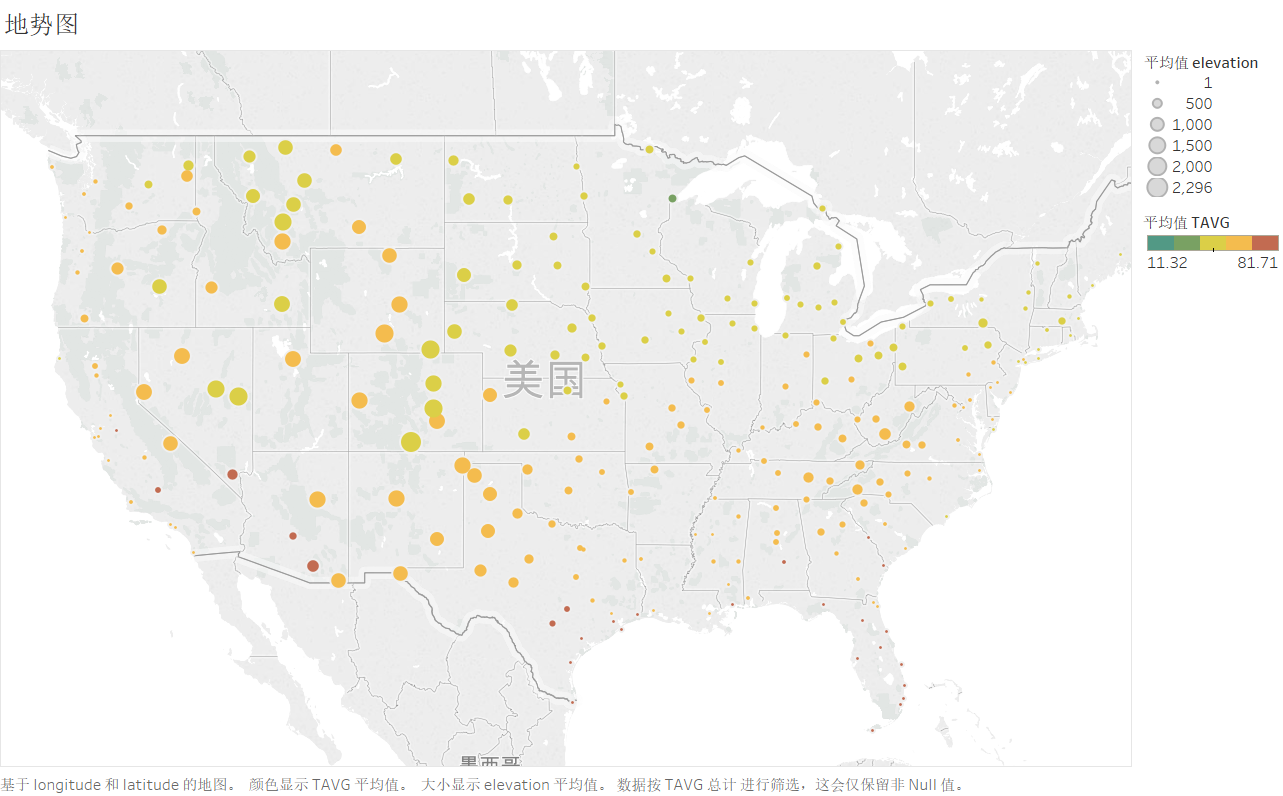 地势图
平均值 elevation
1
500
1,000
1,500
2,000
2,296
平均值 TAVG
11.32 81.71
美国
墨西哥
基于 longitude 和 latitude 的地图。 颜色显示 TAVG 平均值。 大小显示 elevation 平均值。 数据按 TAVG 总计 进行筛选，这会仅保留非 Null 值。